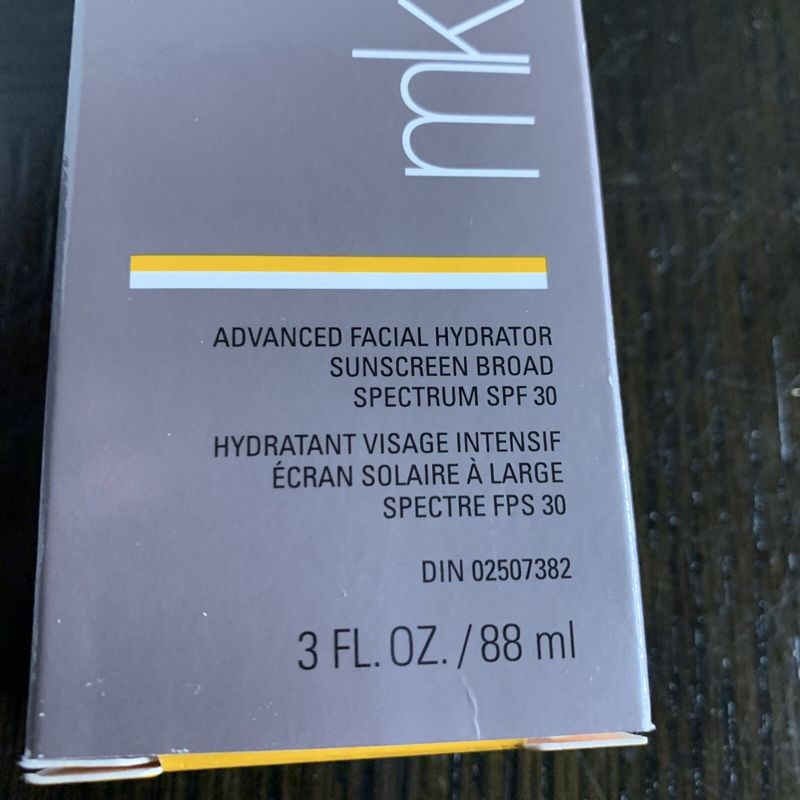 mk
ADVANCED FACIAL HYDRATOR
SUNSCREEN BROAD
SPECTRUM SPF 30
HYDRATANT VISAGE INTENSIF
ÉCRAN SOLAIRE À LARGE
SPECTRE FPS 30
DIN 02507382
3 FL. OZ. / 88 ml